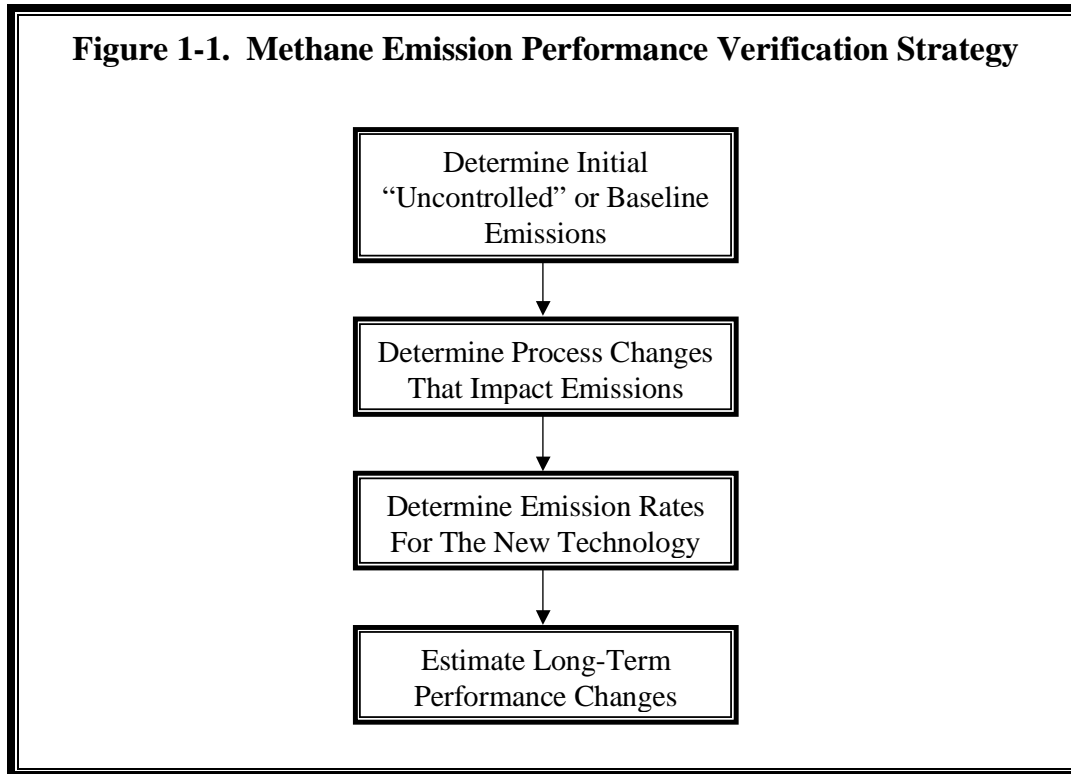 Figure 1-1.  Methane Emission Performance Verification Strategy
Determine Initial
“Uncontrolled” or Baseline
Emissions
Determine Process Changes
That Impact Emissions
Determine Emission Rates
For The New Technology
Estimate Long-Term
Performance Changes